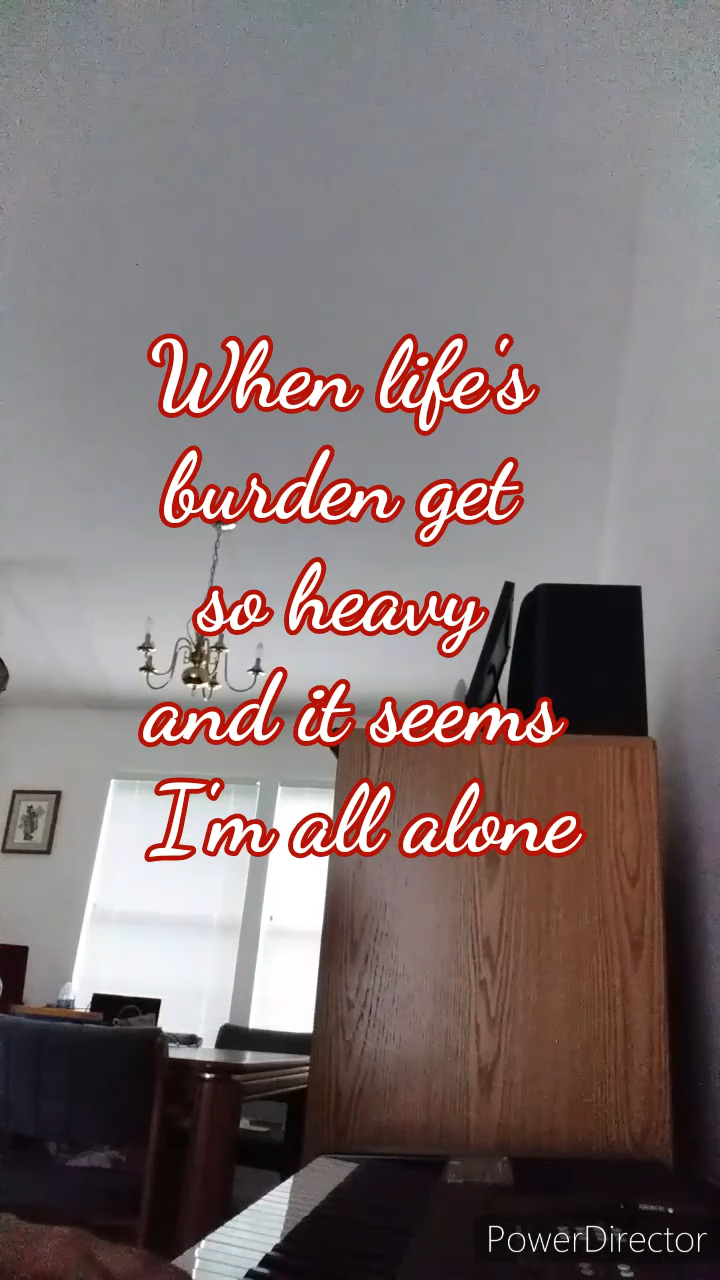 When life's
burden get
so heavy
and it seems
I'm all alone
PowerDirector